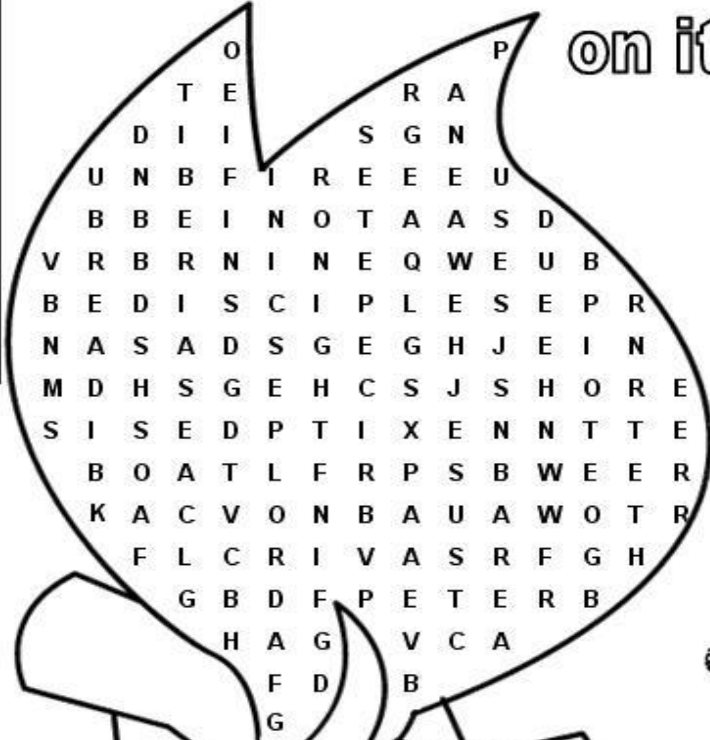 on it
O P
T E R A
D I I S G N
U N B F I R E E E U
B B E I N O T A A S D
V R B R N I N E Q W E U B
B E D I S C I P L E S E P R
N A S A D S G E G H J E I N
M D H S G E H C S J S H O R E
S I S E D P T I X E N N T T E
B O A T L F R P S B W E E R
K A C V O N B A U A W O T R
F L C R I V A S R F G H
G B D F P E T E R B
H A G V C A
F D B
G